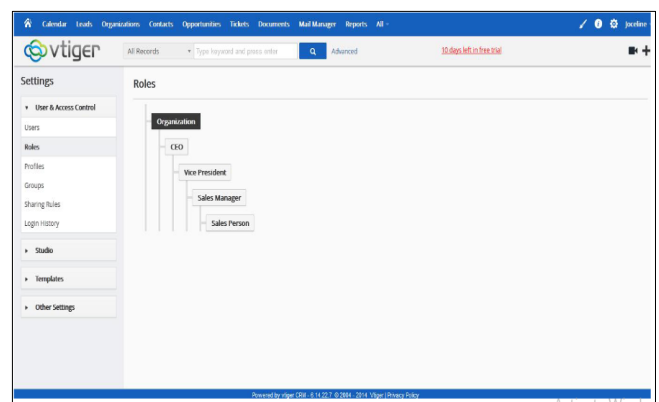 Calendar Leads Organizations Contacts Opportunities Tickets Documents Mail Manager Reports All
Joceline
vtiger
All Records Type keyword and press enter Advanced
10 days left in free trial
Settings
Roles
User & Access Control
Users
Roles
Profiles
Groups
Sharing Rules
Login History
Studio
Templates
Other Settings
Organization
CEO
Vice President
Sales Manager
Sales Person
Powered by vtiger CRM - 6.14.22.7 © 2004 - 2014 Vtiger | Privacy Policy